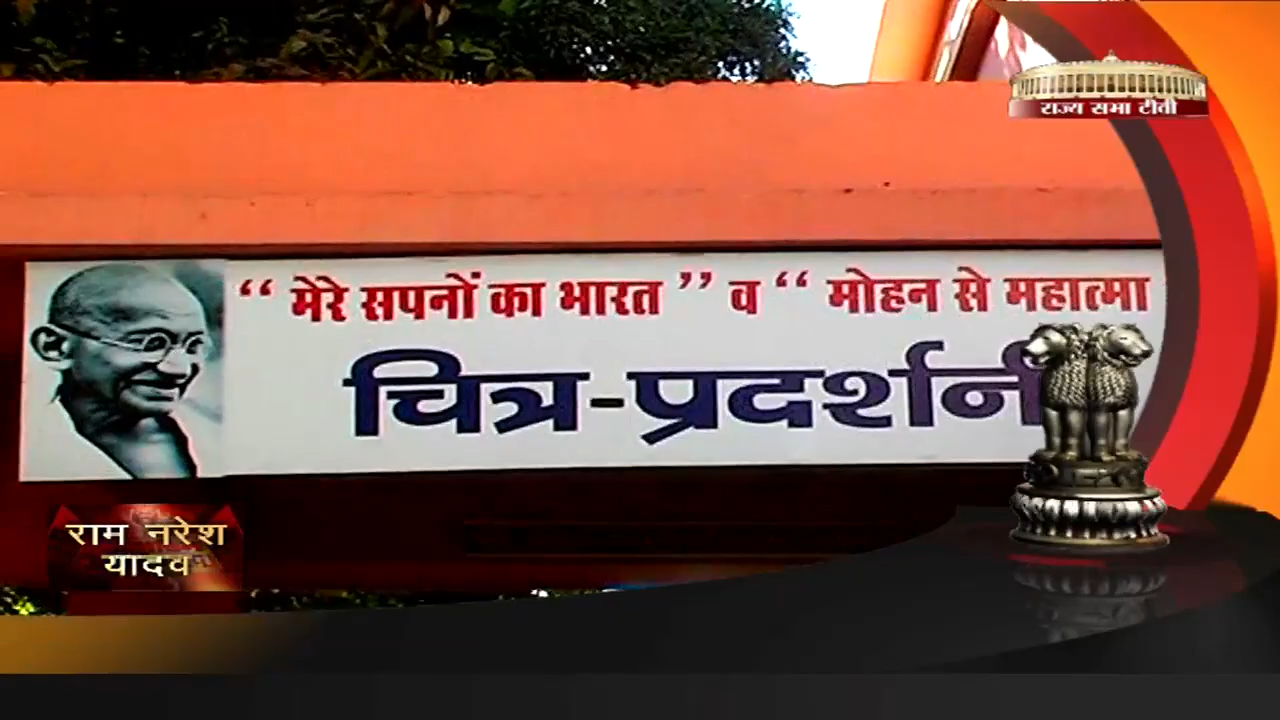 राज्य सभा टीवी
“ मेरे सपनों का भारत ” व “ मोहन से महात्मा
चित्र-प्रदर्शनी
राम नरेश
यादव